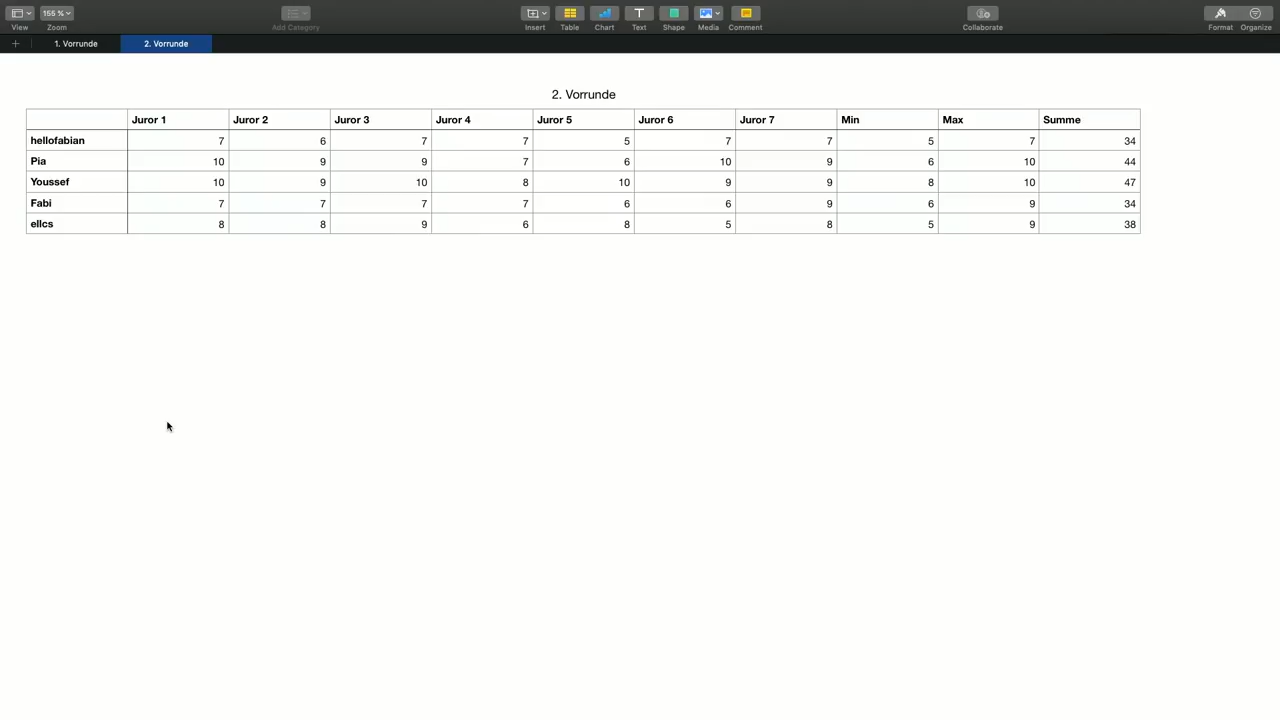 155 %
View Zoom Add Category Insert Table Chart Text Shape Media Comment Collaborate Format Organize
1. Vorrunde 2. Vorrunde
2. Vorrunde
Juror 1 Juror 2 Juror 3 Juror 4 Juror 5 Juror 6 Juror 7 Min Max Summe
hellofabian 7 6 7 7 5 7 7 5 7 34
Pia 10 9 9 7 6 10 9 6 10 44
Youssef 10 9 10 8 10 9 9 8 10 47
Fabi 7 7 7 7 6 6 9 6 9 34
ellcs 8 8 9 6 8 5 8 5 9 38